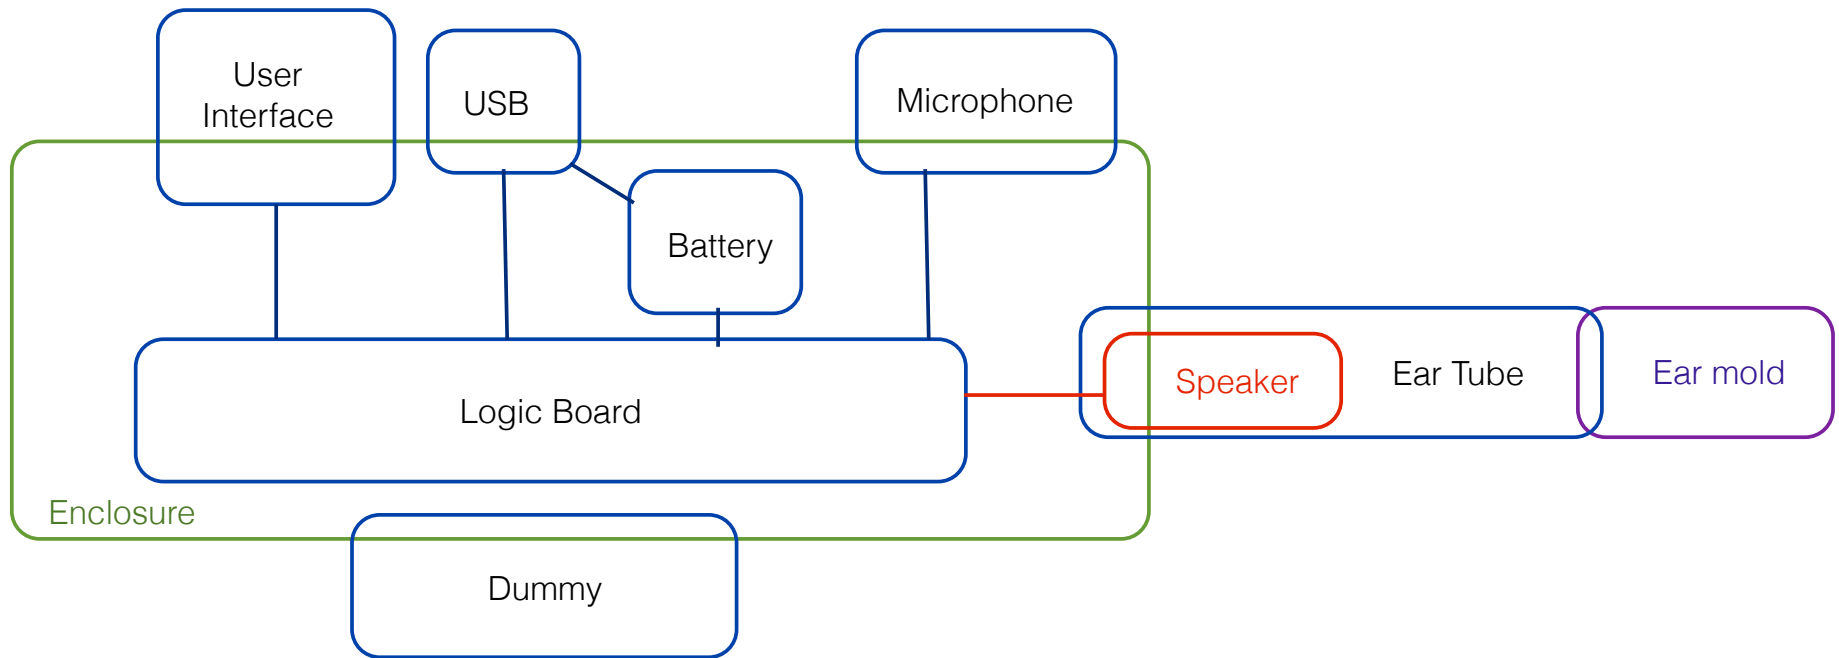 User
Interface
USB
Microphone
Battery
Speaker
Ear Tube
Ear mold
Logic Board
Enclosure
Dummy